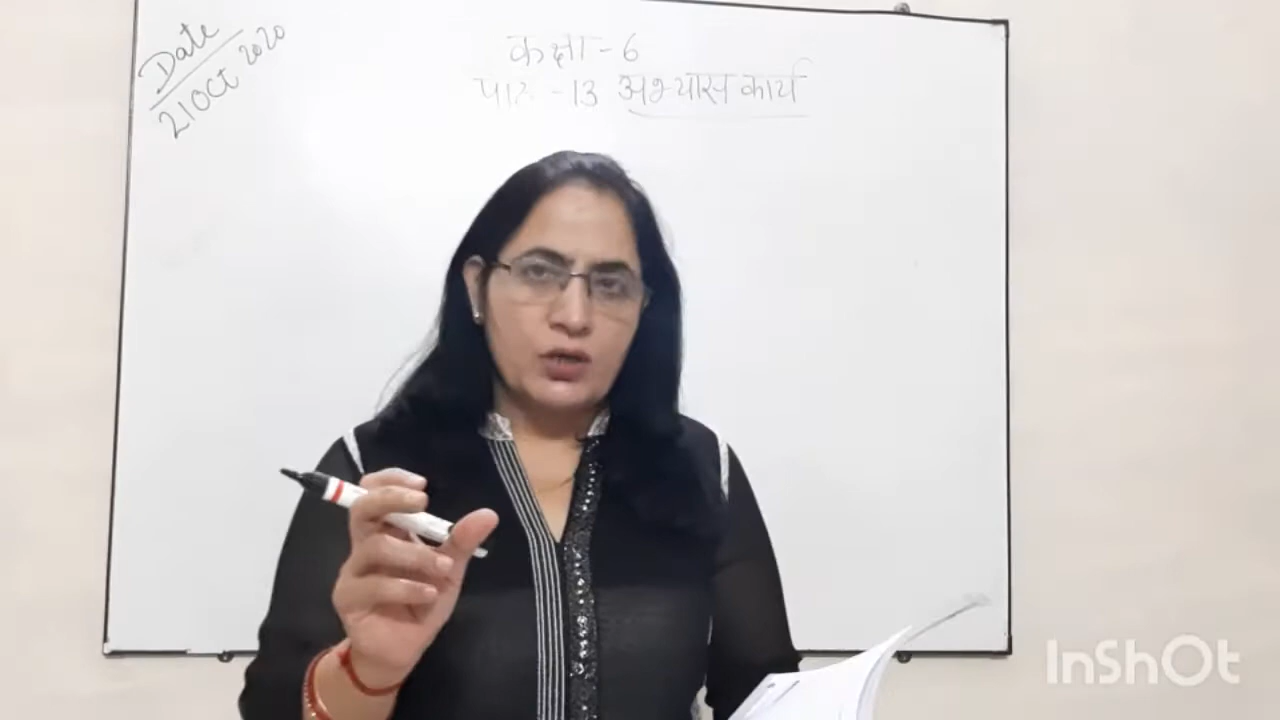 Date
21 Oct 2020
कक्षा - 6
पाठ - 13 अभ्यास कार्य
InShOt